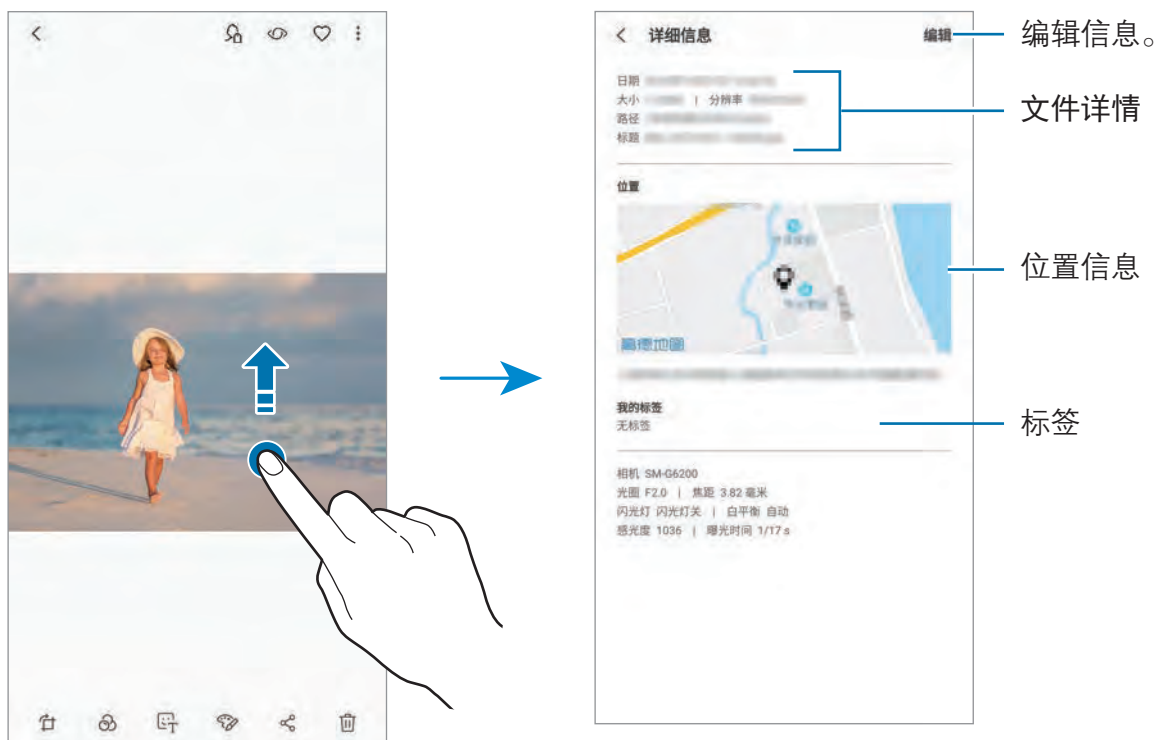 详细信息 编辑
编辑信息。
日期
大小 | 分辨率
路径
标题
文件详情
位置
高德地图
位置信息
我的标签
无标签
标签
相机 SM-G6200
光圈 F2.0 | 焦距 3.82 毫米
闪光灯 闪光灯关 | 白平衡 自动
感光度 1036 | 曝光时间 1/17 s